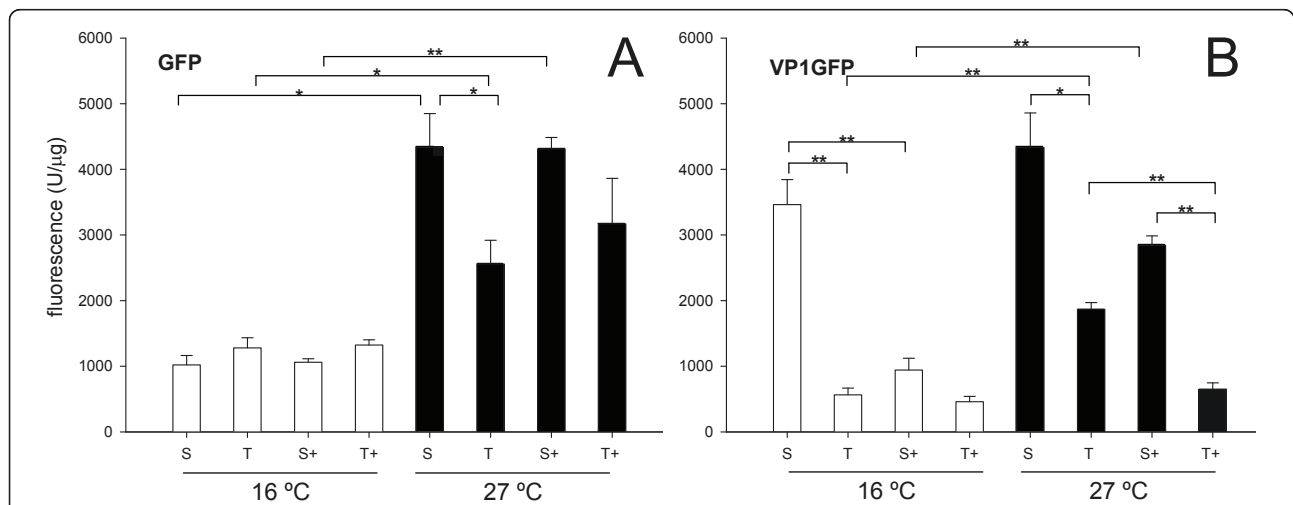 fluorescence (U/μg)
6000
5000
4000
3000
2000
1000
0
GFP
A
**
*
*
*
S T S+ T+ S T S+ T+
16 ºC 27 ºC
6000
5000
4000
3000
2000
1000
0
VP1GFP
B
**
**
*
**
**
**
**
S T S+ T+ S T S+ T+
16 ºC 27 ºC